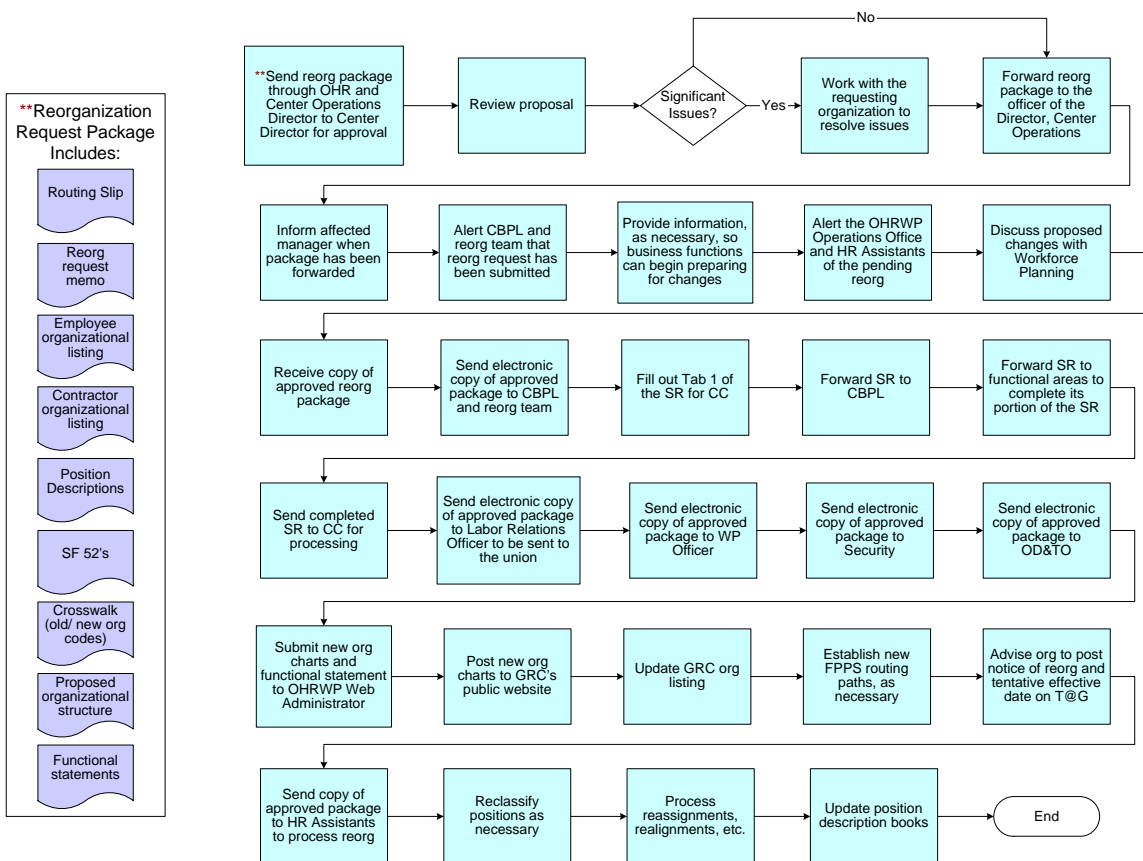 **Reorganization
Request Package
Includes:
Routing Slip
Reorg
request
memo
Employee
organizational
listing
Contractor
organizational
listing
Position
Descriptions
SF 52's
Crosswalk
(old/ new org
codes)
Proposed
organizational
structure
Functional
statements
**Send reorg package
through OHR and
Center Operations
Director to Center
Director for approval
Review proposal
Significant
Issues?
No
Yes
Work with the
requesting
organization to
resolve issues
Forward reorg
package to the
officer of the
Director, Center
Operations
Inform affected
manager when
package has been
forwarded
Alert CBPL and
reorg team that
reorg request has
been submitted
Provide information,
as necessary, so
business functions
can begin preparing
for changes
Alert the OHRWP
Operations Office
and HR Assistants
of the pending
reorg
Discuss proposed
changes with
Workforce
Planning
Receive copy of
approved reorg
package
Send electronic
copy of approved
package to CBPL
and reorg team
Fill out Tab 1 of
the SR for CC
Forward SR to
CBPL
Forward SR to
functional areas to
complete its
portion of the SR
Send completed
SR to CC for
processing
Send electronic copy
of approved package
to Labor Relations
Officer to be sent to
the union
Send electronic
copy of approved
package to WP
Officer
Send electronic
copy of approved
package to
Security
Send electronic
copy of approved
package to
OD&TO
Submit new org
charts and
functional statement
to OHRWP Web
Administrator
Post new org
charts to GRC's
public website
Update GRC org
listing
Establish new
FPPS routing
paths, as
necessary
Advise org to post
notice of reorg and
tentative effective
date on T@G
Send copy of
approved package
to HR Assistants
to process reorg
Reclassify
positions as
necessary
Process
reassignments,
realignments, etc.
Update position
description books
End